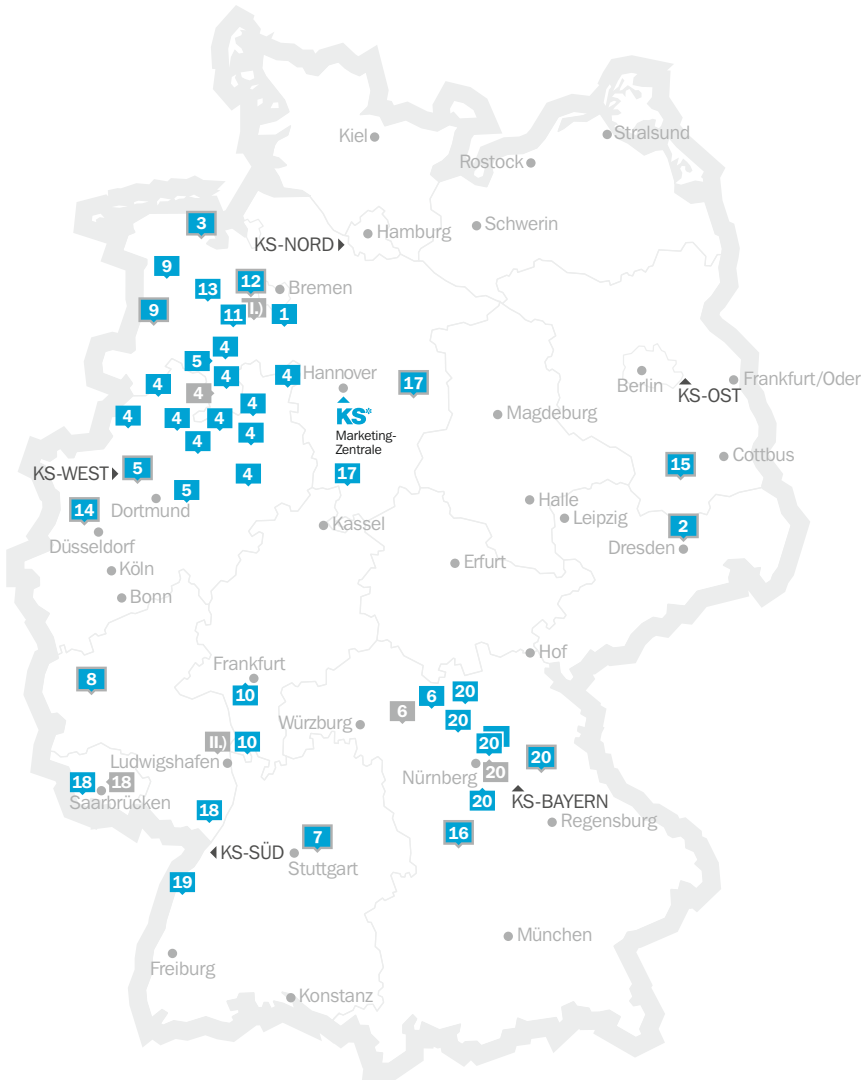 Kiel
Stralsund
Rostock
3
Schwerin
Hamburg
KS-NORD
9
12
13
Bremen
9
11
I.)
1
4
5
4
4
Hannover
17
4
4
Berlin
Frankfurt/Oder
KS-OST
4
4
4
4
4
4
KS*
Marketing-
Zentrale
Magdeburg
KS-WEST
5
4
17
15
Cottbus
5
Dortmund
14
Halle
Leipzig
2
Kassel
Düsseldorf
Dresden
Köln
Erfurt
Bonn
Hof
Frankfurt
8
10
6
20
6
20
Würzburg
II.)
10
20
Ludwigshafen
20
Nürnberg
20
18
18
Saarbrücken
20
KS-BAYERN
18
Regensburg
7
16
KS-SÜD
Stuttgart
19
München
Freiburg
Konstanz